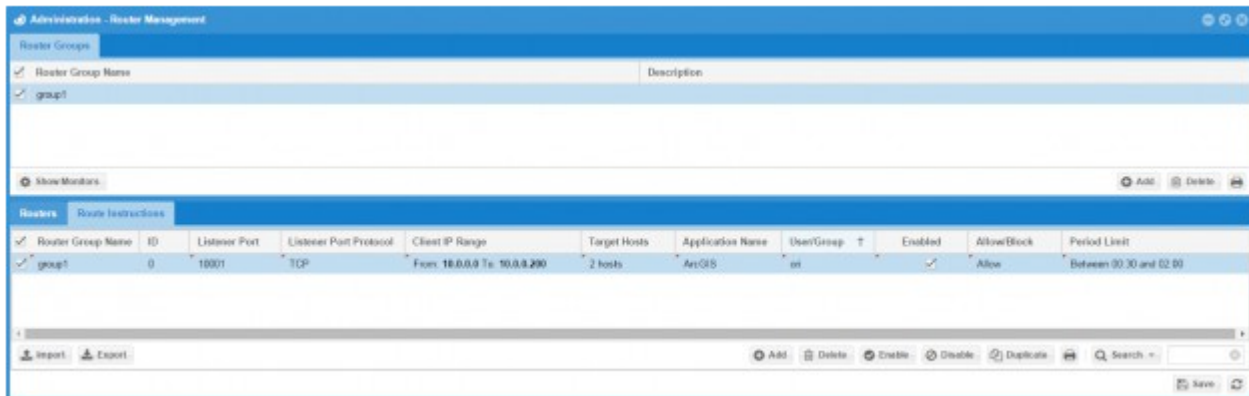 Administration - Router Management
Router Groups
Router Group Name Description
group1
Show Monitors Add Delete
Routers Route Instructions
Router Group Name ID Listener Port Listener Port Protocol Client IP Range Target Hosts Application Name User/Group ↑ Enabled Allow/Block Period Limit
group1 0 10001 TCP From: 10.0.0.0 To: 10.0.0.200 2 hosts ArcGIS ori Allow Between 00:30 and 02:00
Import Export Add Delete Enable Disable Duplicate Search
Save